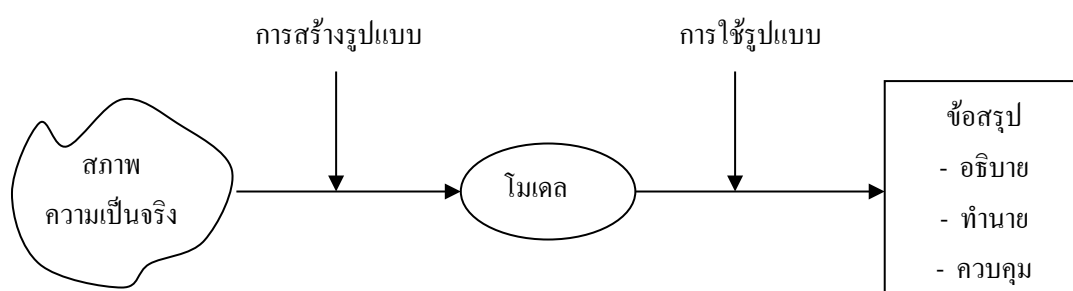 การสร้างรูปแบบ
การใช้รูปแบบ
สภาพ
ความเป็นจริง
โมเดล
ข้อสรุป
- อธิบาย
- ทำนาย
- ควบคุม